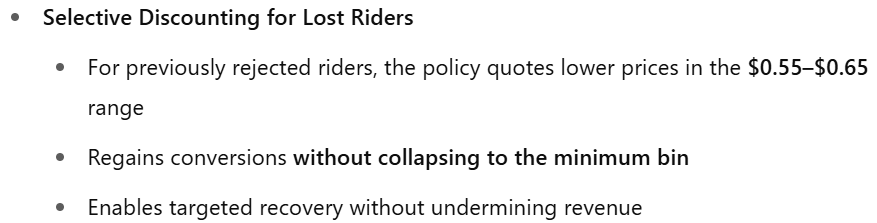 Selective Discounting for Lost Riders
For previously rejected riders, the policy quotes lower prices in the $0.55–$0.65
range
Regains conversions without collapsing to the minimum bin
Enables targeted recovery without undermining revenue